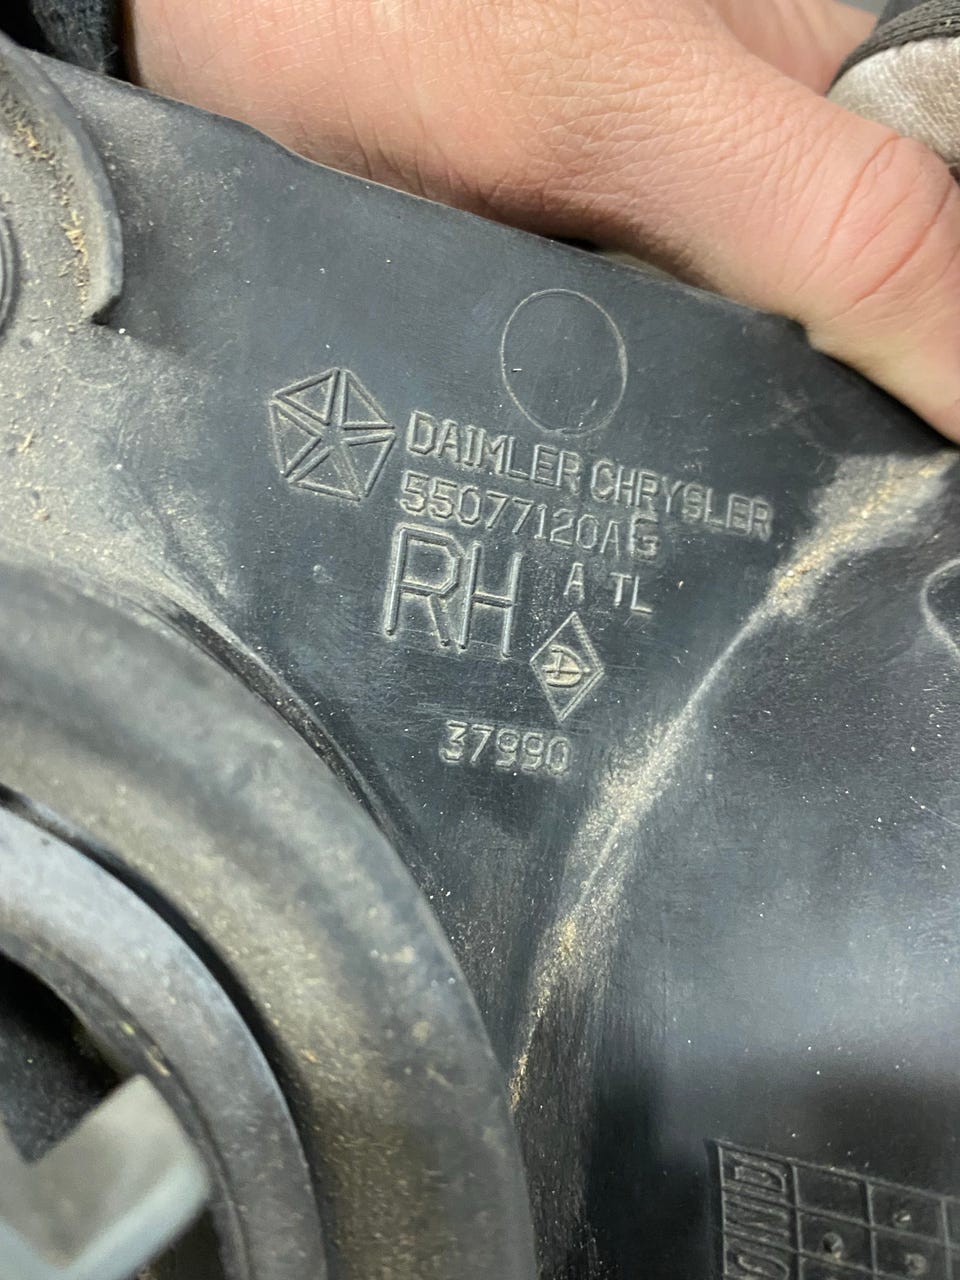 DAIMLER CHRYSLER
55077120AG
RH A TL
37990